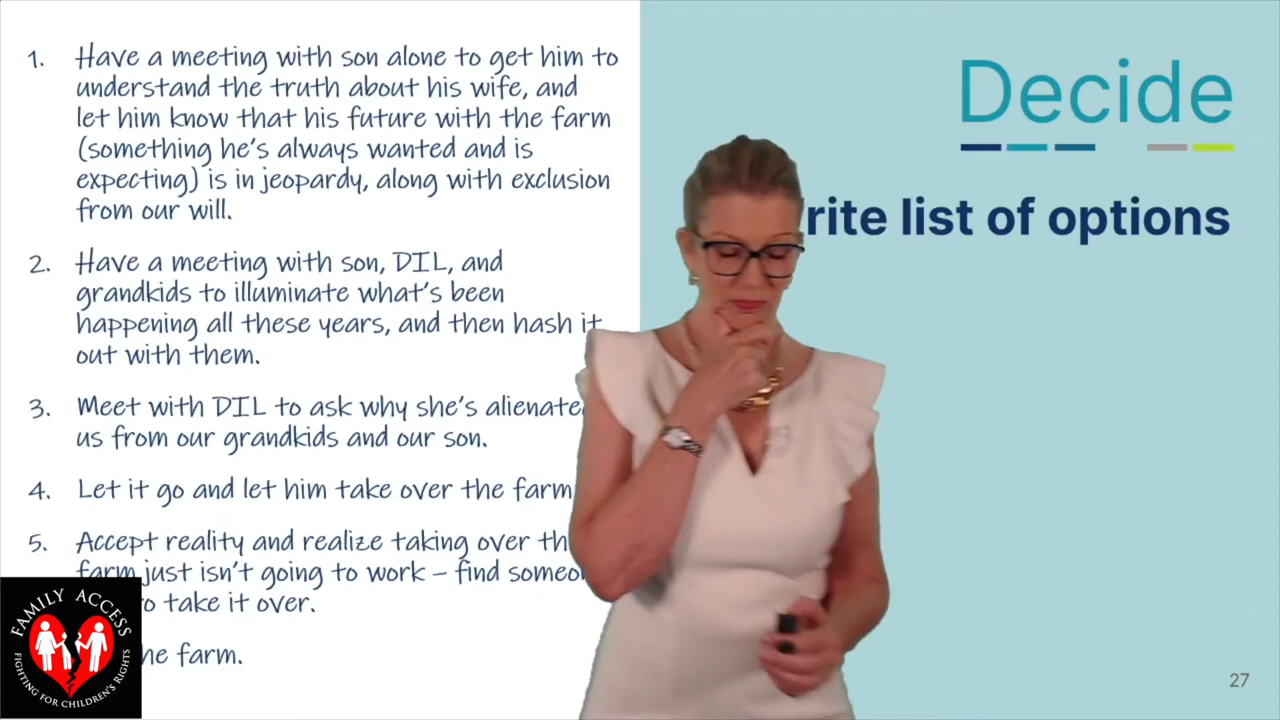 1. Have a meeting with son alone to get him to
understand the truth about his wife, and
let him know that his future with the farm
(something he's always wanted and is
expecting) is in jeopardy, along with exclusion
from our will.
2. Have a meeting with son, DIL, and
grandkids to illuminate what's been
happening all these years, and then hash it
out with them.
3. Meet with DIL to ask why she's alienate
us from our grandkids and our son.
4. Let it go and let him take over the farm
5. Accept reality and realize taking over th
farm just isn't going to work – find someo
to take it over.
he farm.
Decide
rite list of options
27
FAMILY ACCESS
FIGHTING FOR CHILDREN'S RIGHTS